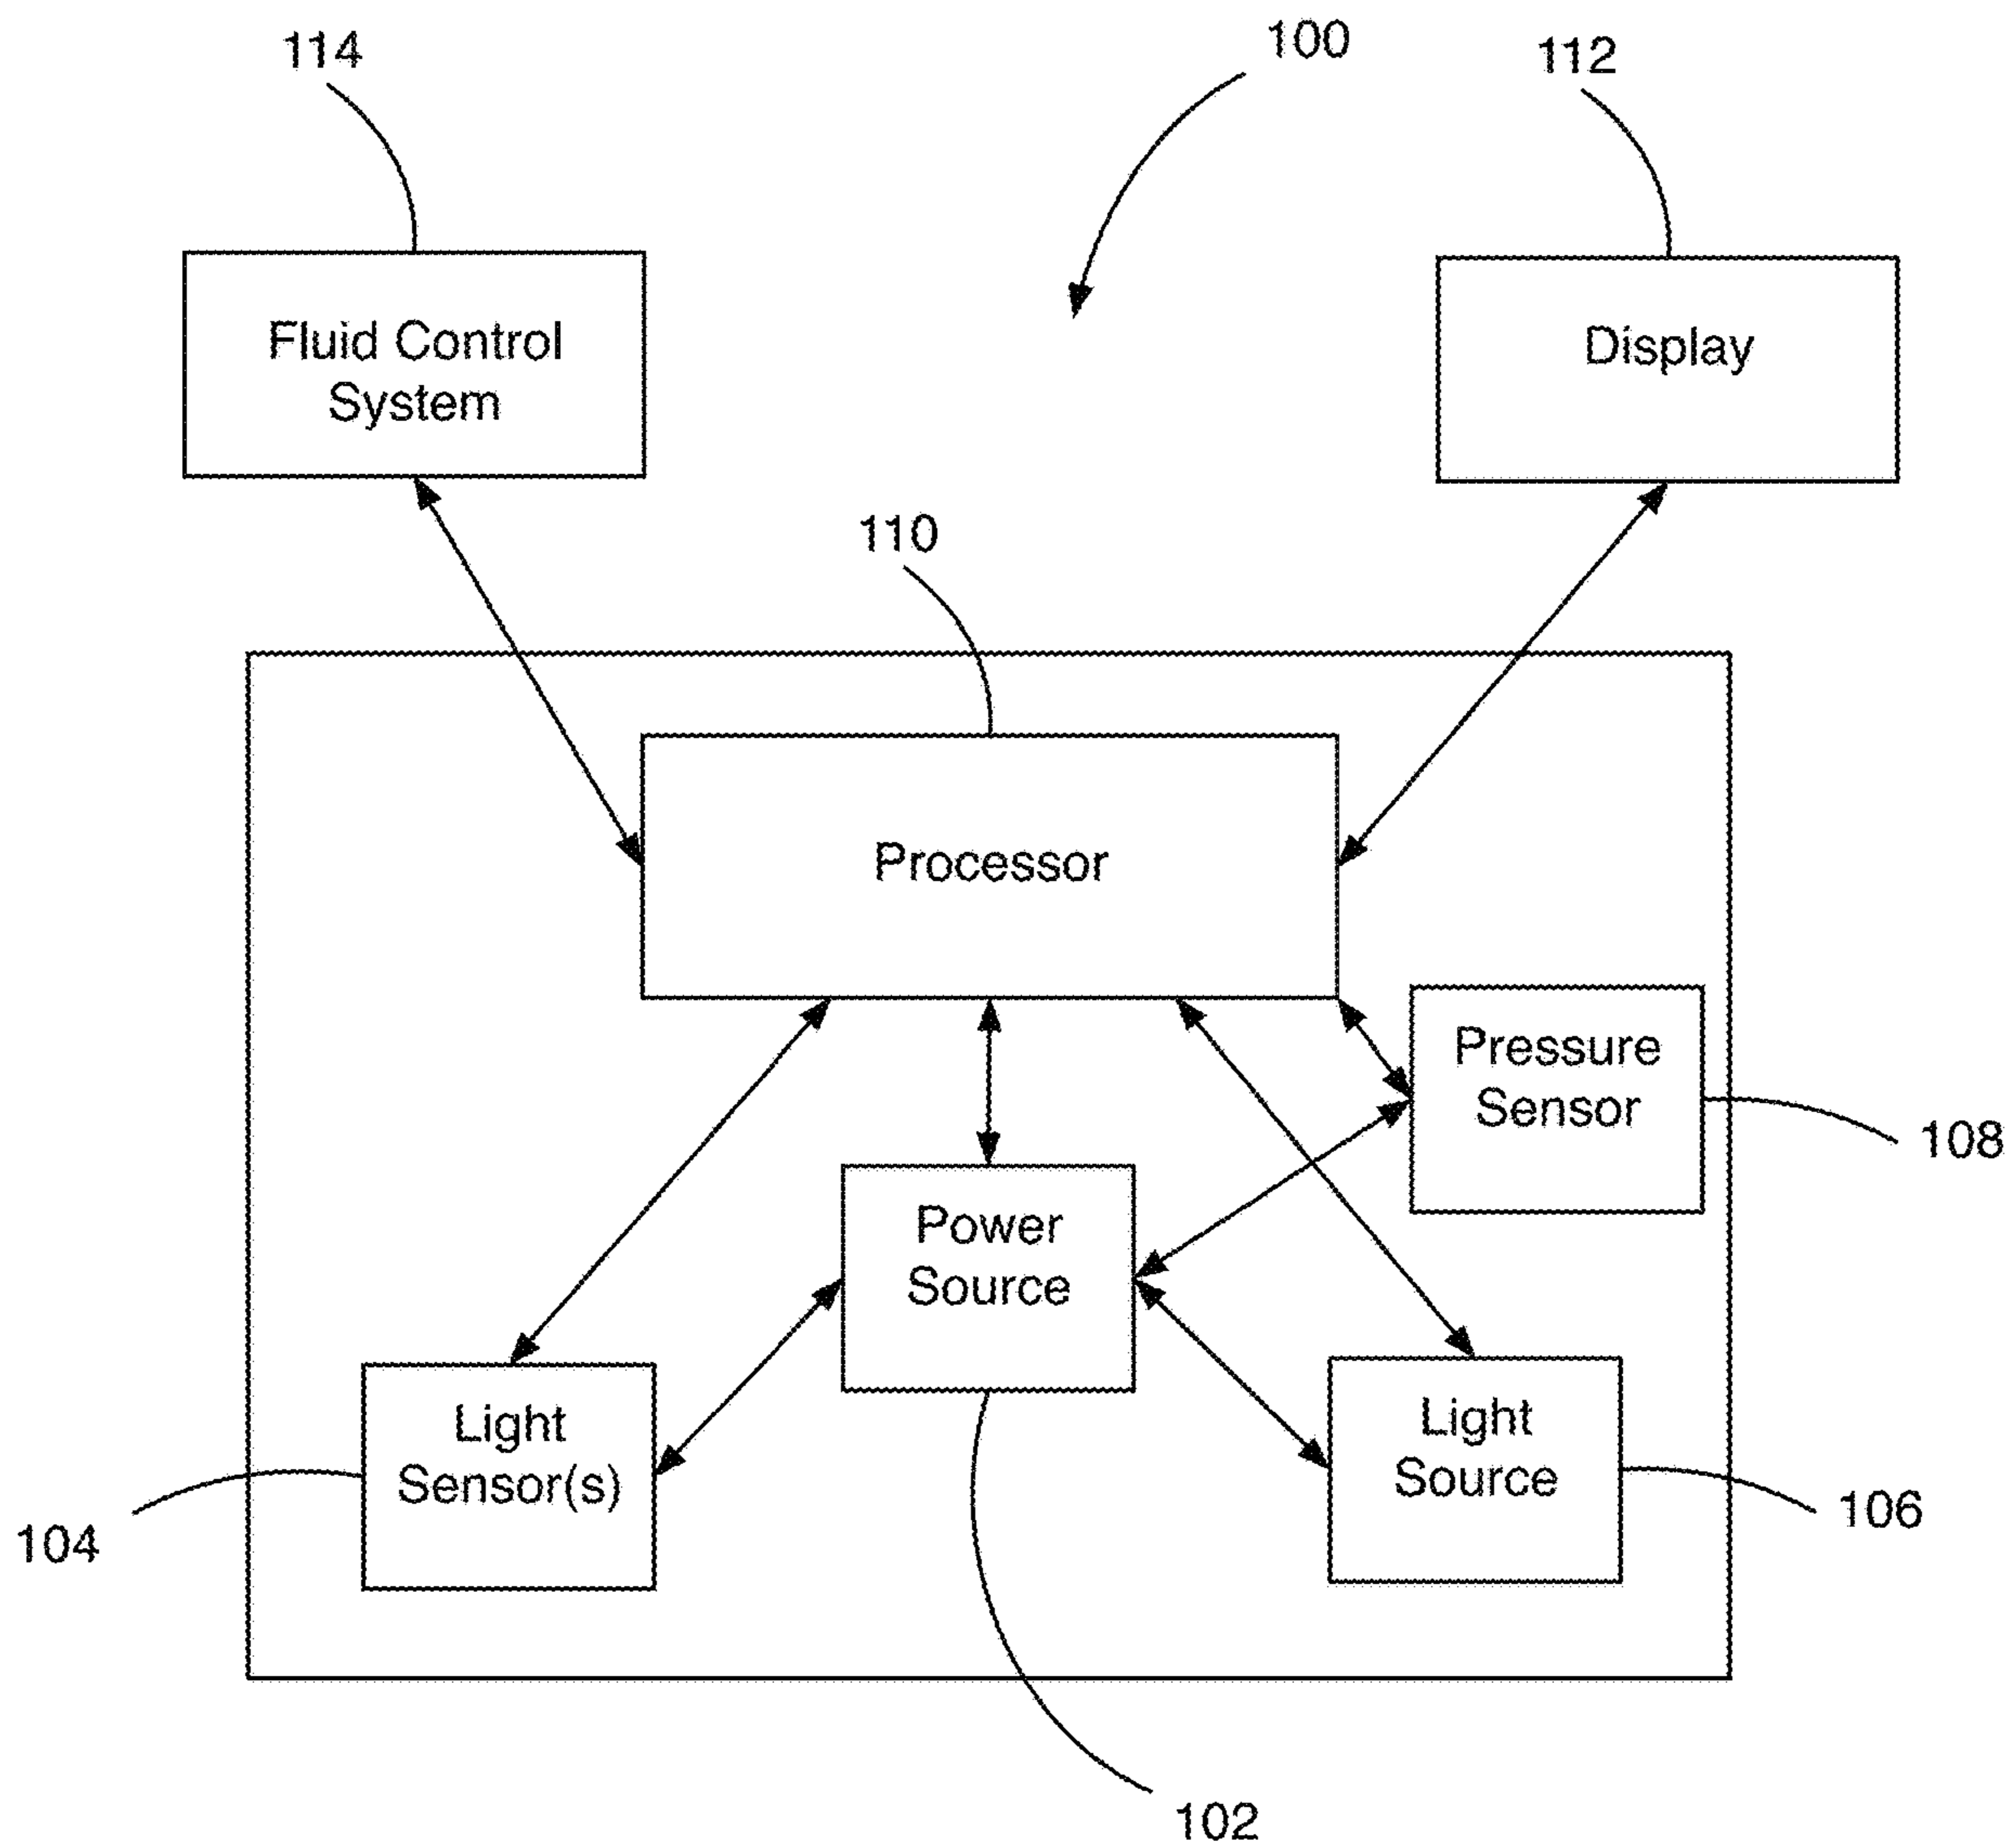 114
100
112
Fluid Control
System
Display
110
Processor
Pressure
Sensor
108
Power
Source
Light
Sensor(s)
Light
Source
104
106
102